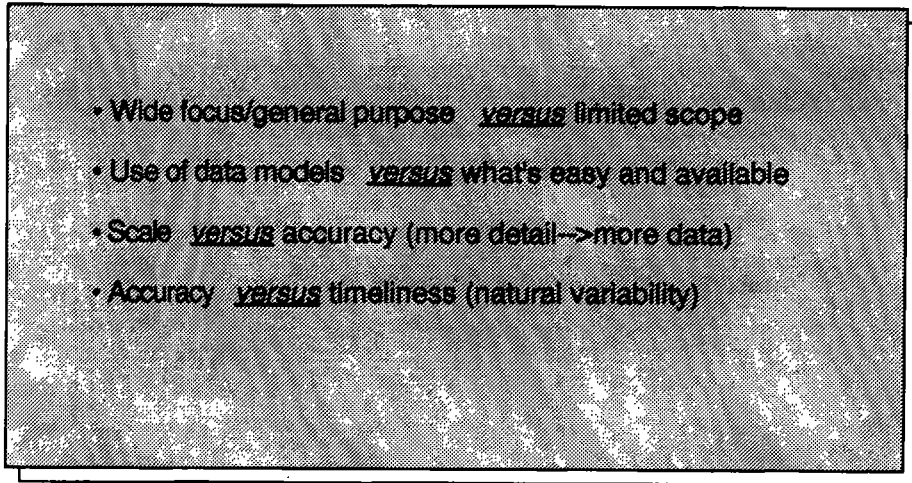 • Wide focus/general purpose versus limited scope
• Use of data models versus what's easy and available
• Scale versus accuracy (more detail-->more data)
• Accuracy versus timeliness (natural variability)